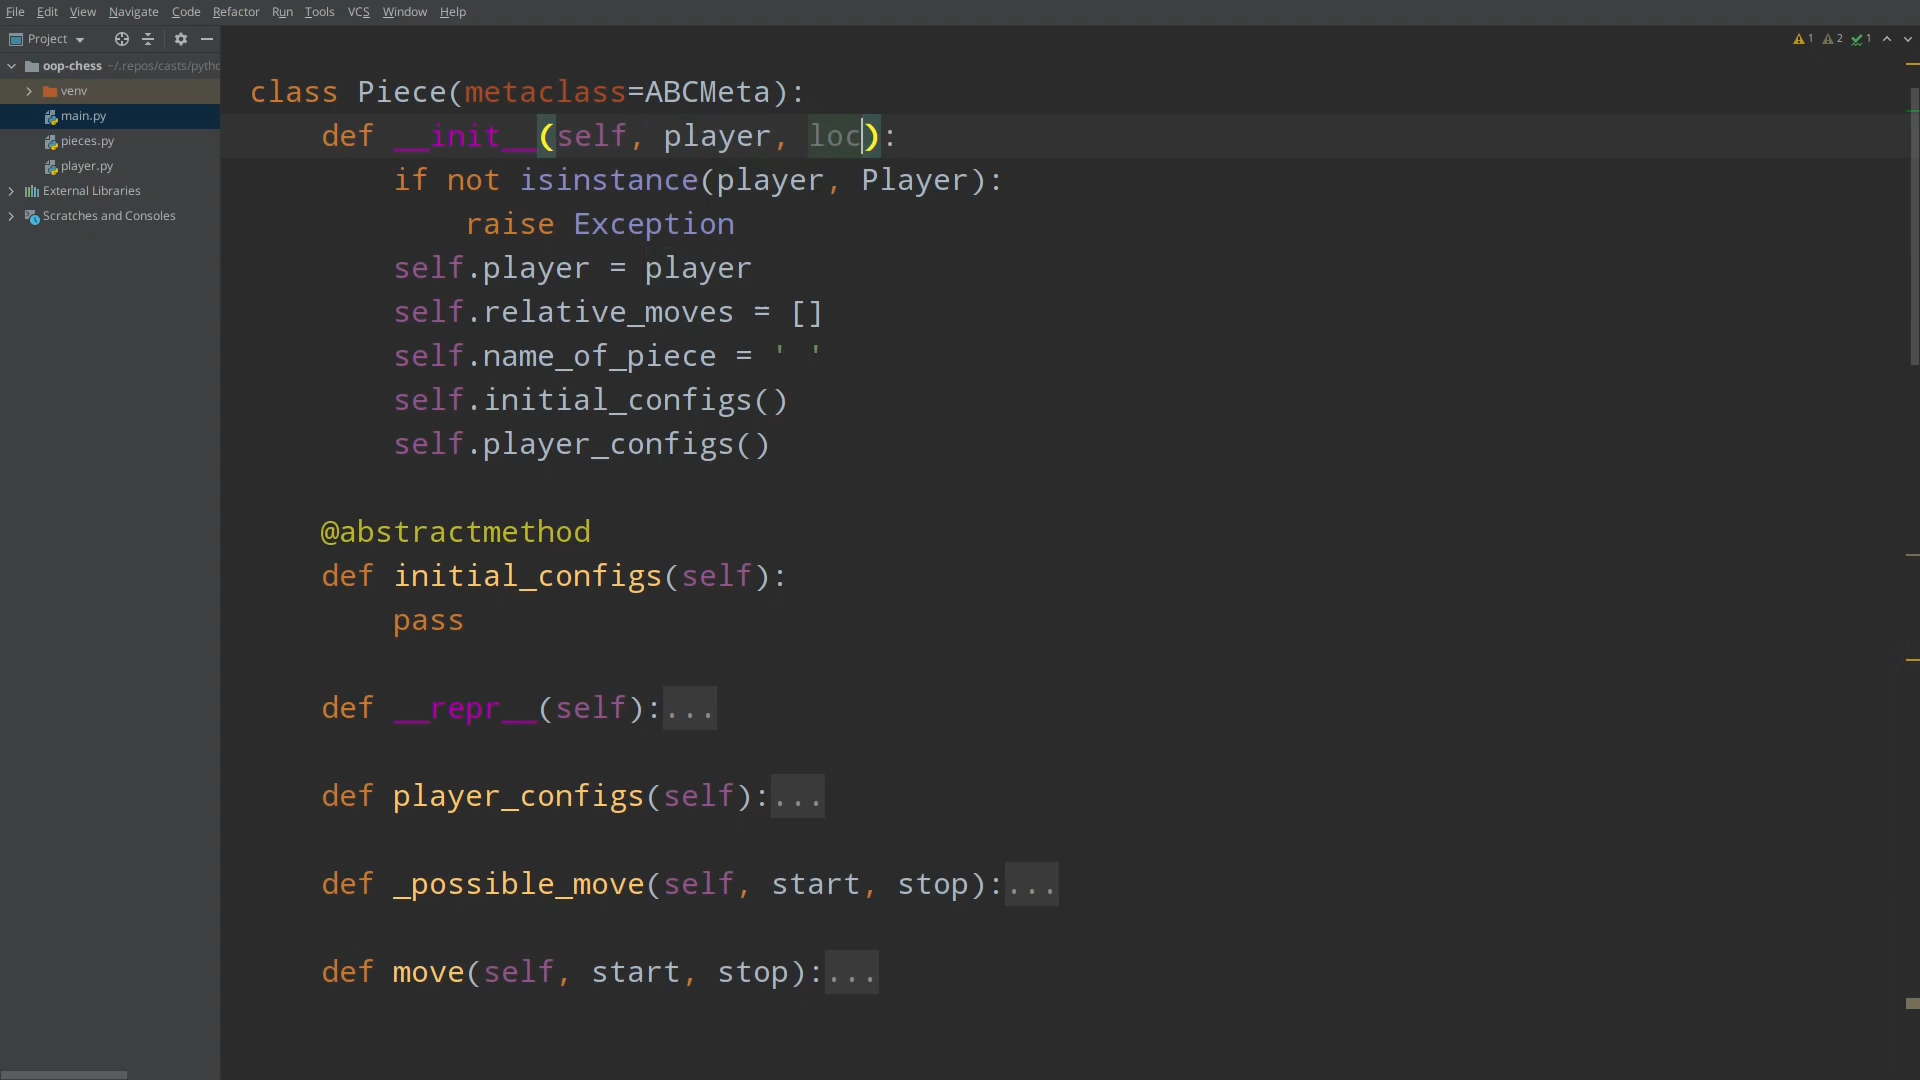 File Edit View Navigate Code Refactor Run Tools VCS Window Help
Project
1 2 1
oop-chess ~/.repos/casts/pytho
venv
main.py
pieces.py
player.py
External Libraries
Scratches and Consoles
class Piece(metaclass=ABCMeta):
def __init__(self, player, loc):
if not isinstance(player, Player):
raise Exception
self.player = player
self.relative_moves = []
self.name_of_piece = ' '
self.initial_configs()
self.player_configs()
@abstractmethod
def initial_configs(self):
pass
def __repr__(self):...
def player_configs(self):...
def _possible_move(self, start, stop):...
def move(self, start, stop):...